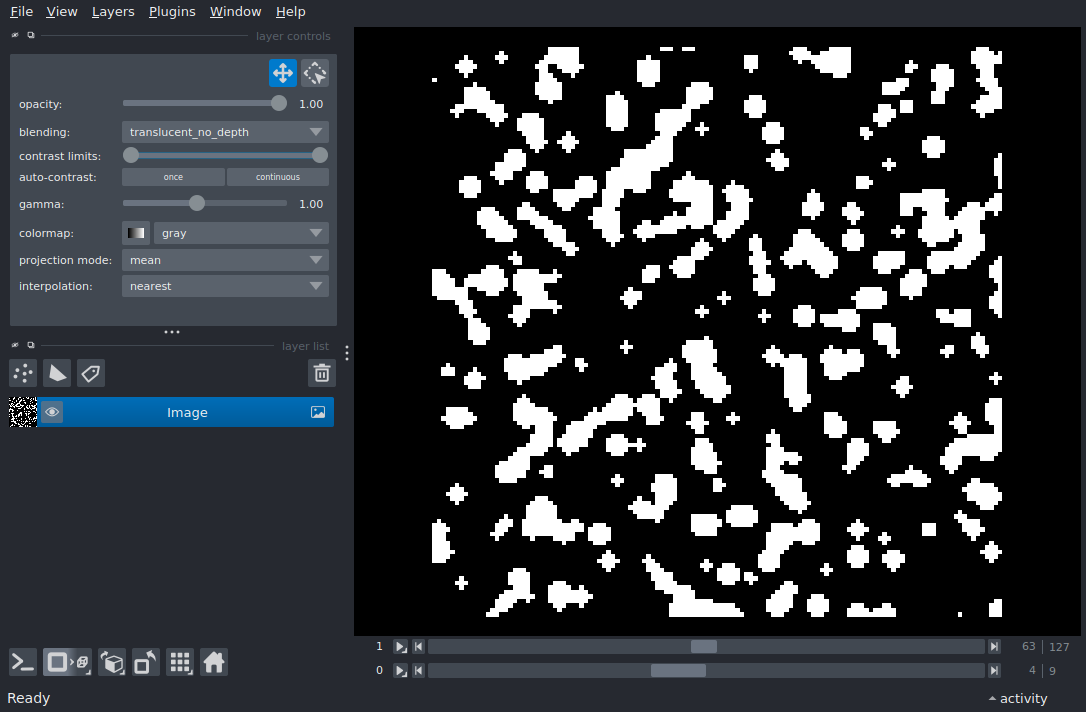 File View Layers Plugins Window Help
layer controls
opacity: 1.00
blending: translucent_no_depth
contrast limits:
auto-contrast: once continuous
gamma: 1.00
colormap: gray
projection mode: mean
interpolation: nearest
layer list
Image
1 63 127
0 4 9
Ready activity